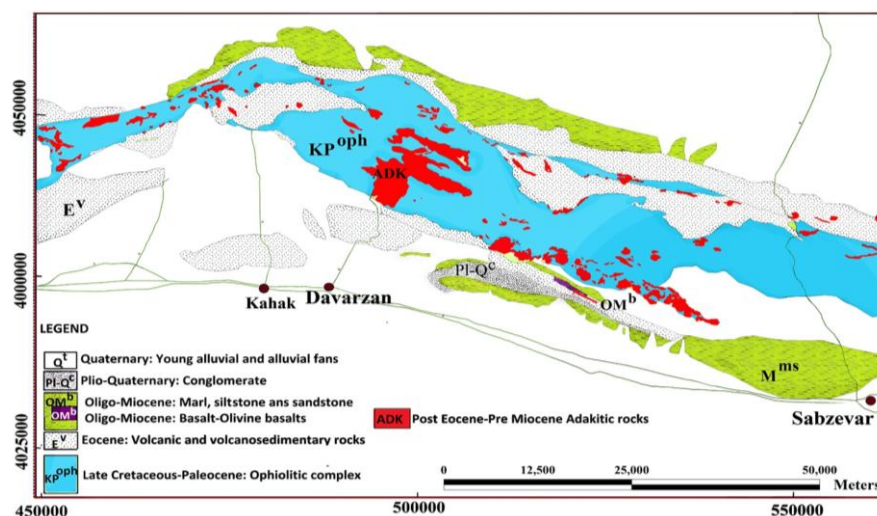 4050000
4000000
4025000
KP oph
ADK
E v
Pl-Q c
OM b
M ms
Kahak
Davarzan
Sabzevar
LEGEND
Q t Quaternary: Young alluvial and alluvial fans
Pl-Q c Plio-Quaternary: Conglomerate
OM b Oligo-Miocene: Marl, siltstone ans sandstone
OM b Oligo-Miocene: Basalt-Olivine basalts
ADK Post Eocene-Pre Miocene Adakitic rocks
E v Eocene: Volcanic and volcanosedimentary rocks
KP oph Late Cretaceous-Paleocene: Ophiolitic complex
0 12,500 25,000 50,000
Meters
450000 500000 550000